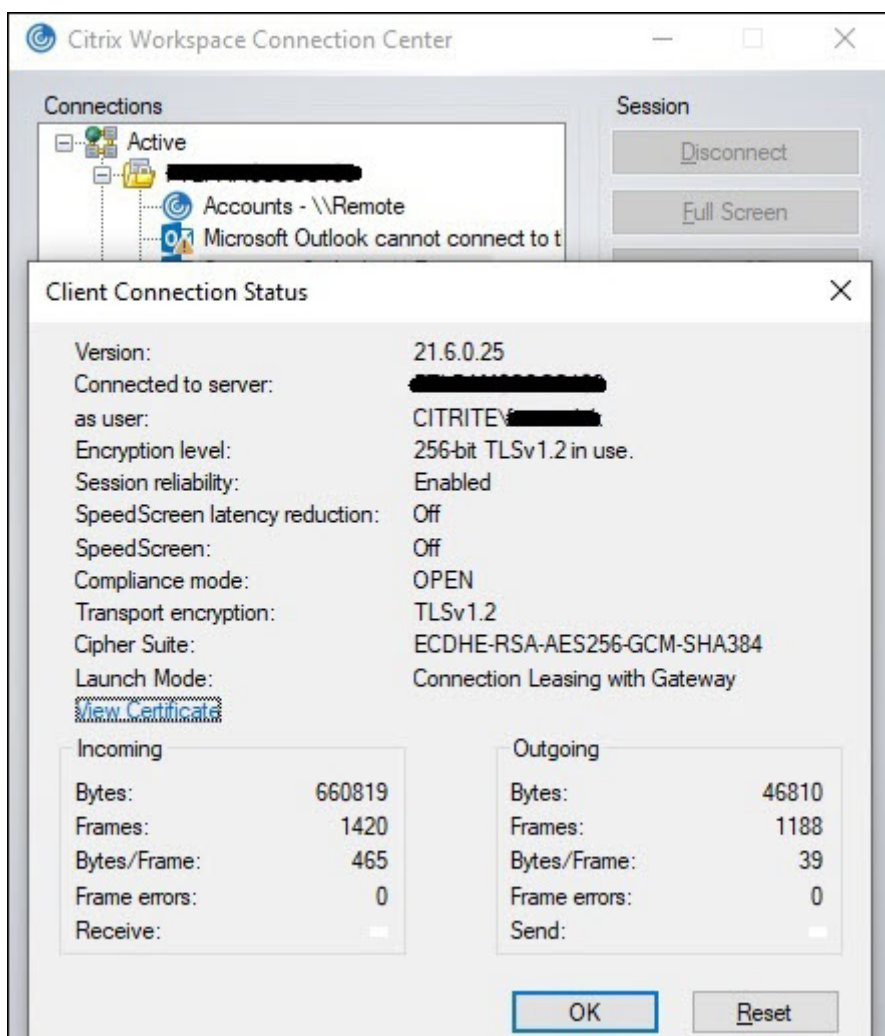 Citrix Workspace Connection Center
Connections
Session
Active
Disconnect
Accounts - \\Remote
Full Screen
Microsoft Outlook cannot connect to t
Client Connection Status
Version: 21.6.0.25
Connected to server:
as user: CITRITE\
Encryption level: 256-bit TLSv1.2 in use.
Session reliability: Enabled
SpeedScreen latency reduction: Off
SpeedScreen: Off
Compliance mode: OPEN
Transport encryption: TLSv1.2
Cipher Suite: ECDHE-RSA-AES256-GCM-SHA384
Launch Mode: Connection Leasing with Gateway
View Certificate
Incoming
Bytes: 660819
Frames: 1420
Bytes/Frame: 465
Frame errors: 0
Receive:
Outgoing
Bytes: 46810
Frames: 1188
Bytes/Frame: 39
Frame errors: 0
Send:
OK
Reset